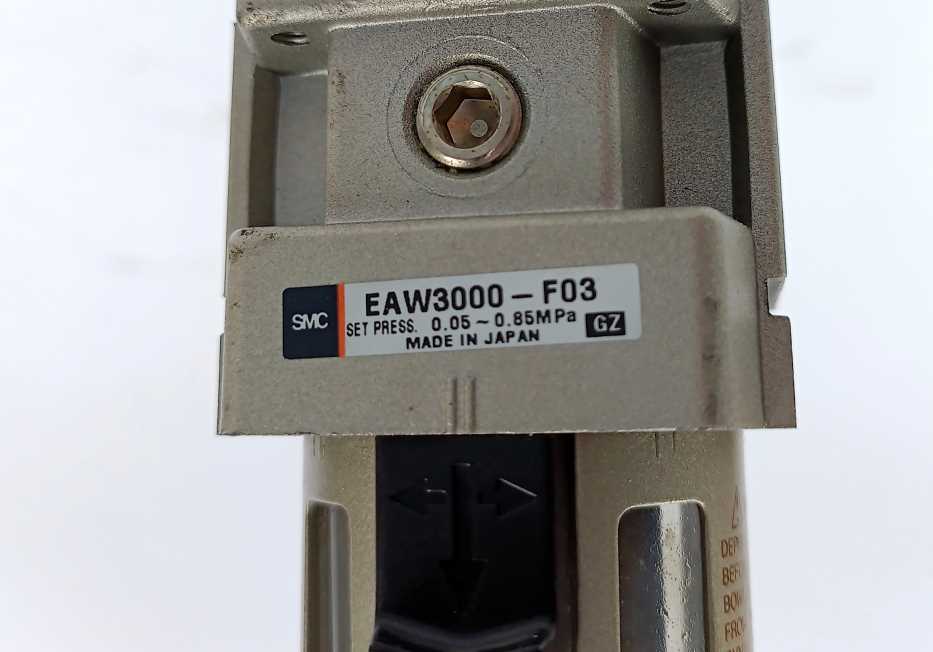 SMC
EAW3000-F03
SET PRESS. 0.05~0.85MPa
GZ
MADE IN JAPAN